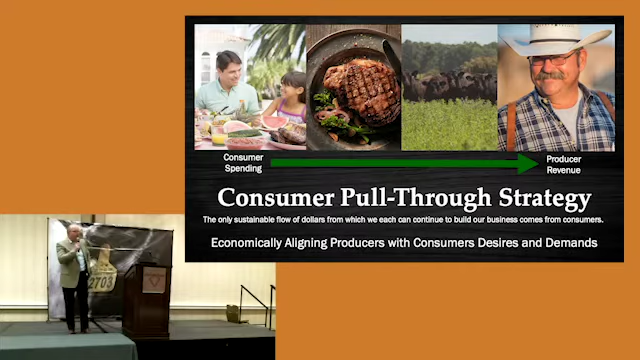 Consumer
Spending
Producer
Revenue
Consumer Pull-Through Strategy
The only sustainable flow of dollars from which we each can continue to build our business comes from consumers.
Economically Aligning Producers with Consumers Desires and Demands
2703